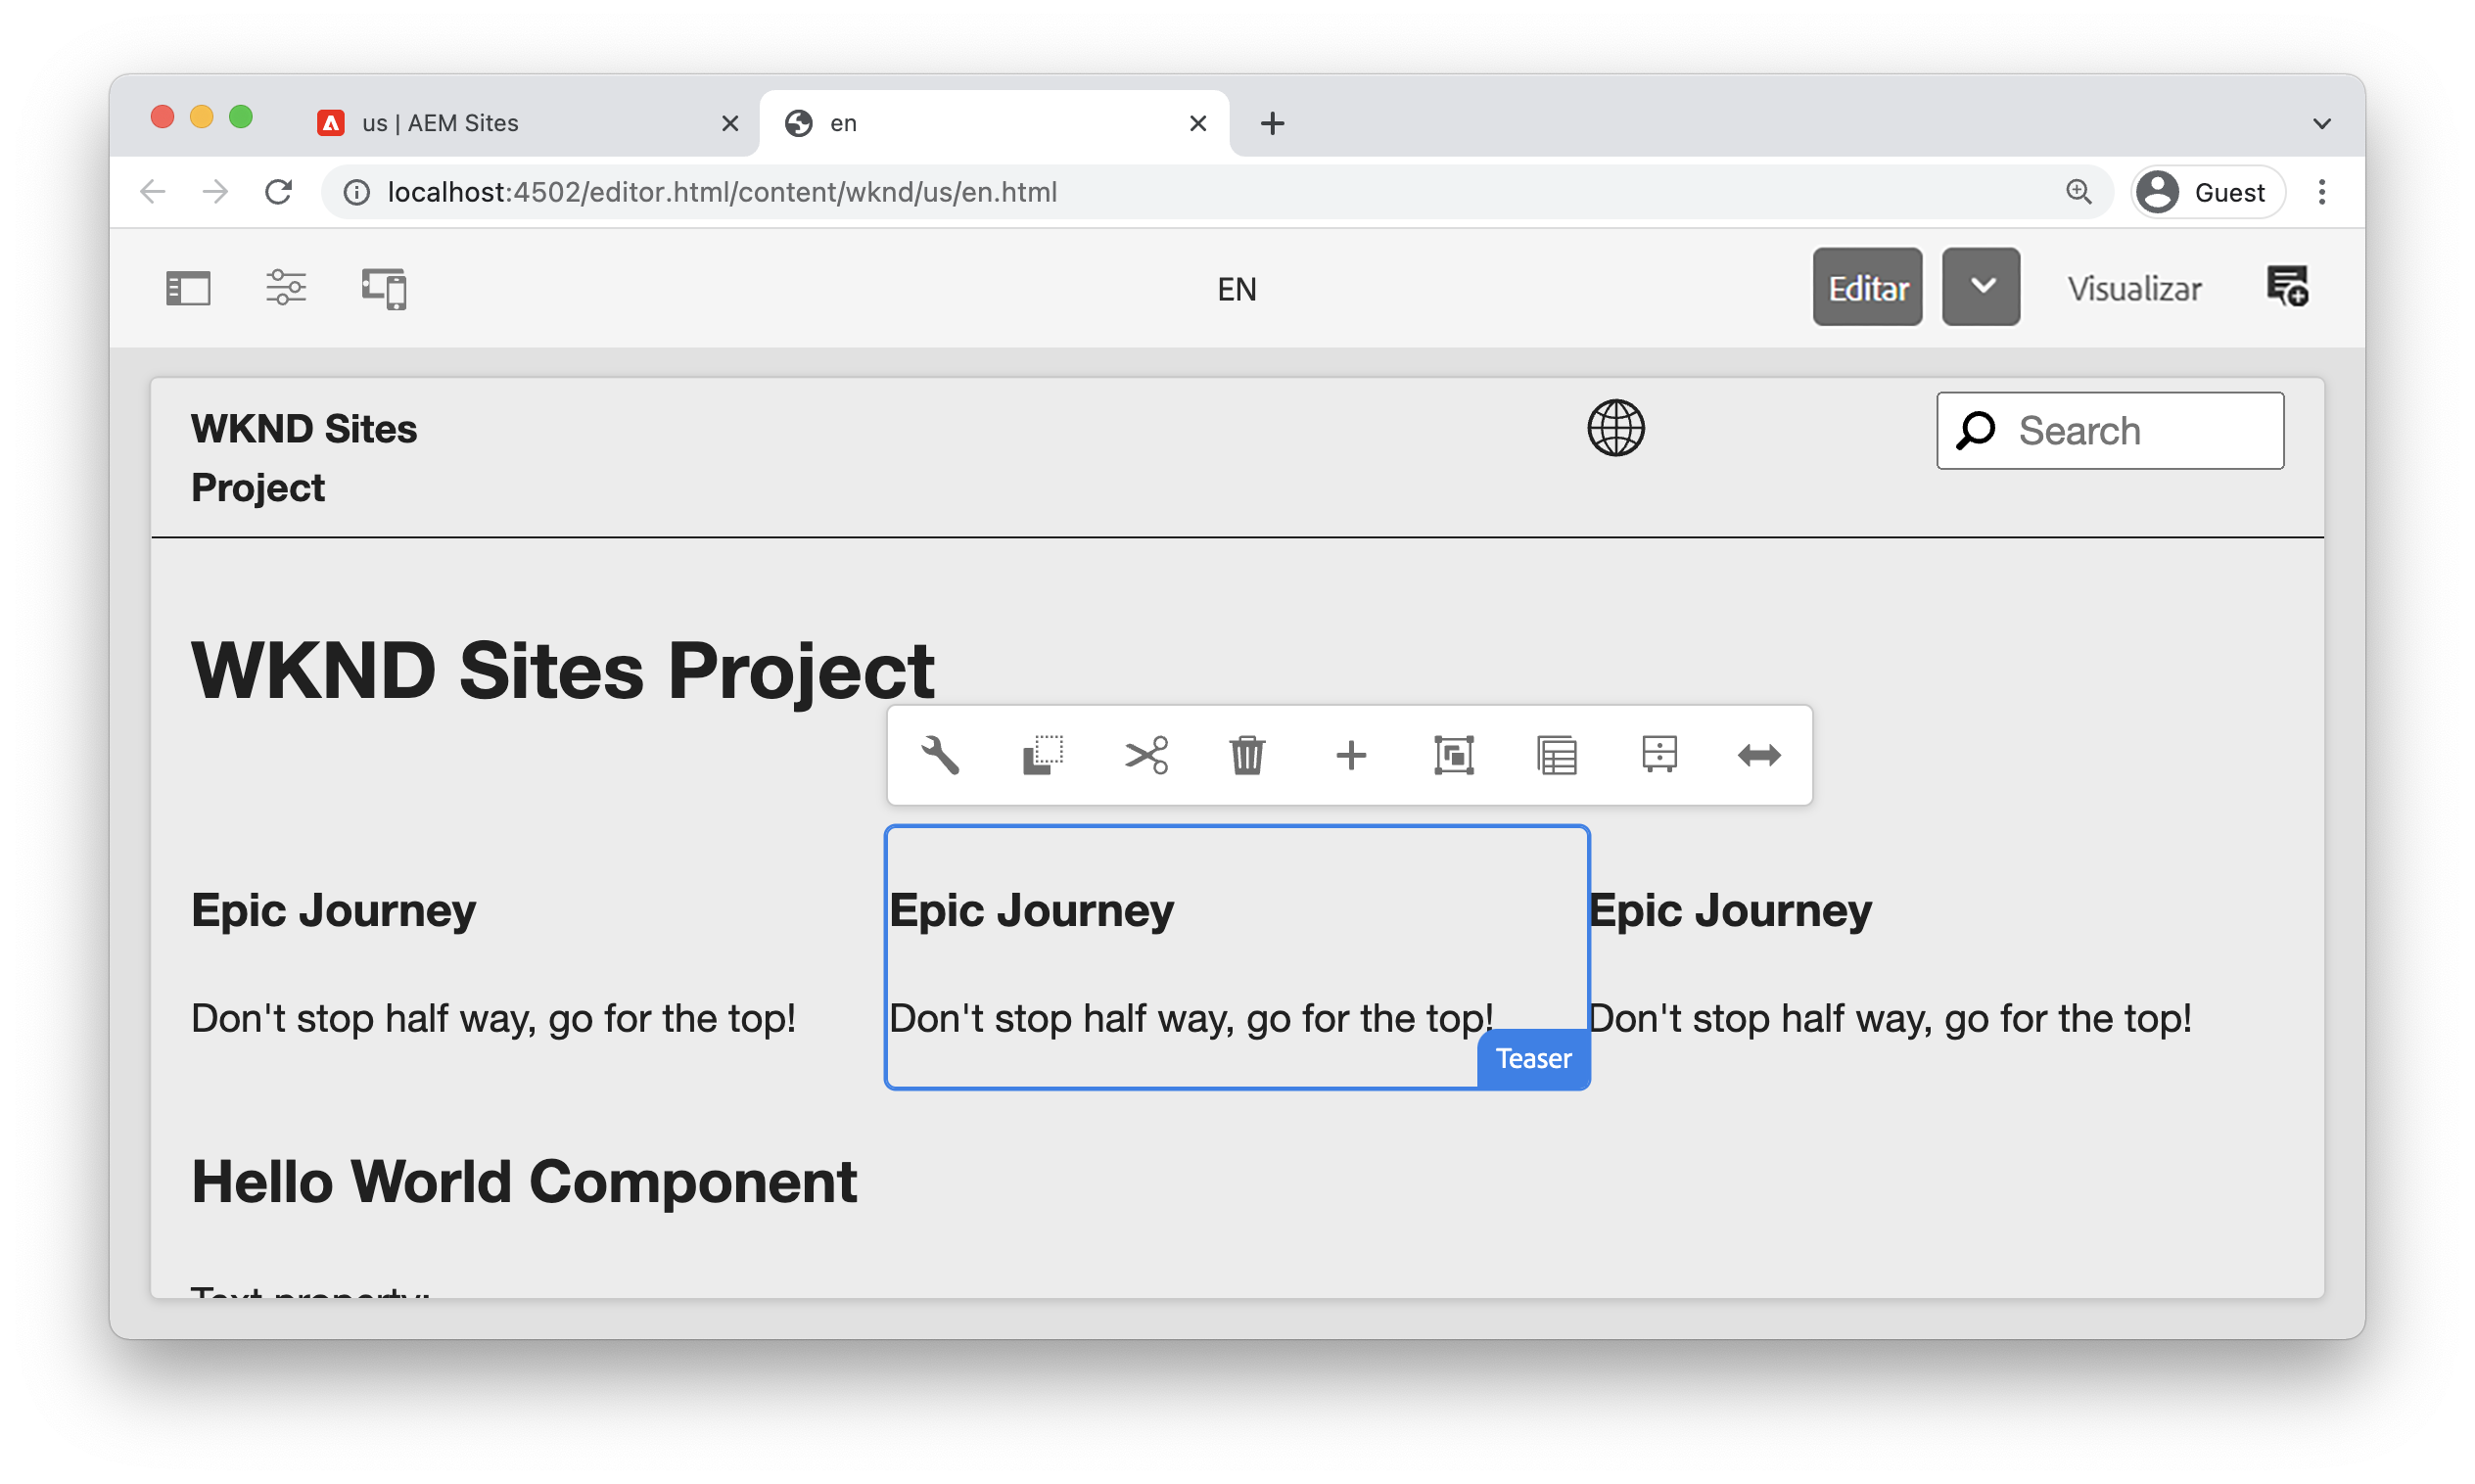 us | AEM Sites
en
localhost:4502/editor.html/content/wknd/us/en.html
Guest
EN
Editar
Visualizar
WKND Sites
Project
Search
WKND Sites Project
Epic Journey
Epic Journey
Epic Journey
Don't stop half way, go for the top!
Don't stop half way, go for the top!
Don't stop half way, go for the top!
Teaser
Hello World Component
Text property: